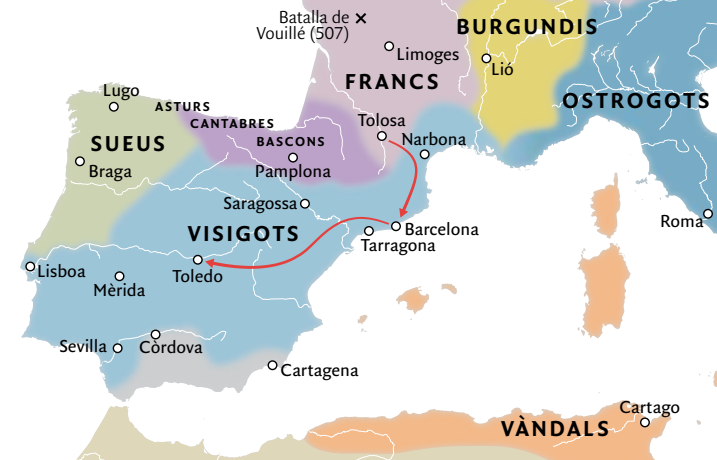 Batalla de
Vouillé (507)
BURGUNDIS
Limoges
Lió
FRANCS
OSTROGOTS
Lugo
ASTURS
CANTABRES
Tolosa
BASCONS
Narbona
SUEUS
Braga
Pamplona
Saragossa
Roma
VISIGOTS
Barcelona
Tarragona
Lisboa
Toledo
Mèrida
Sevilla
Còrdova
Cartagena
Cartago
VÀNDALS